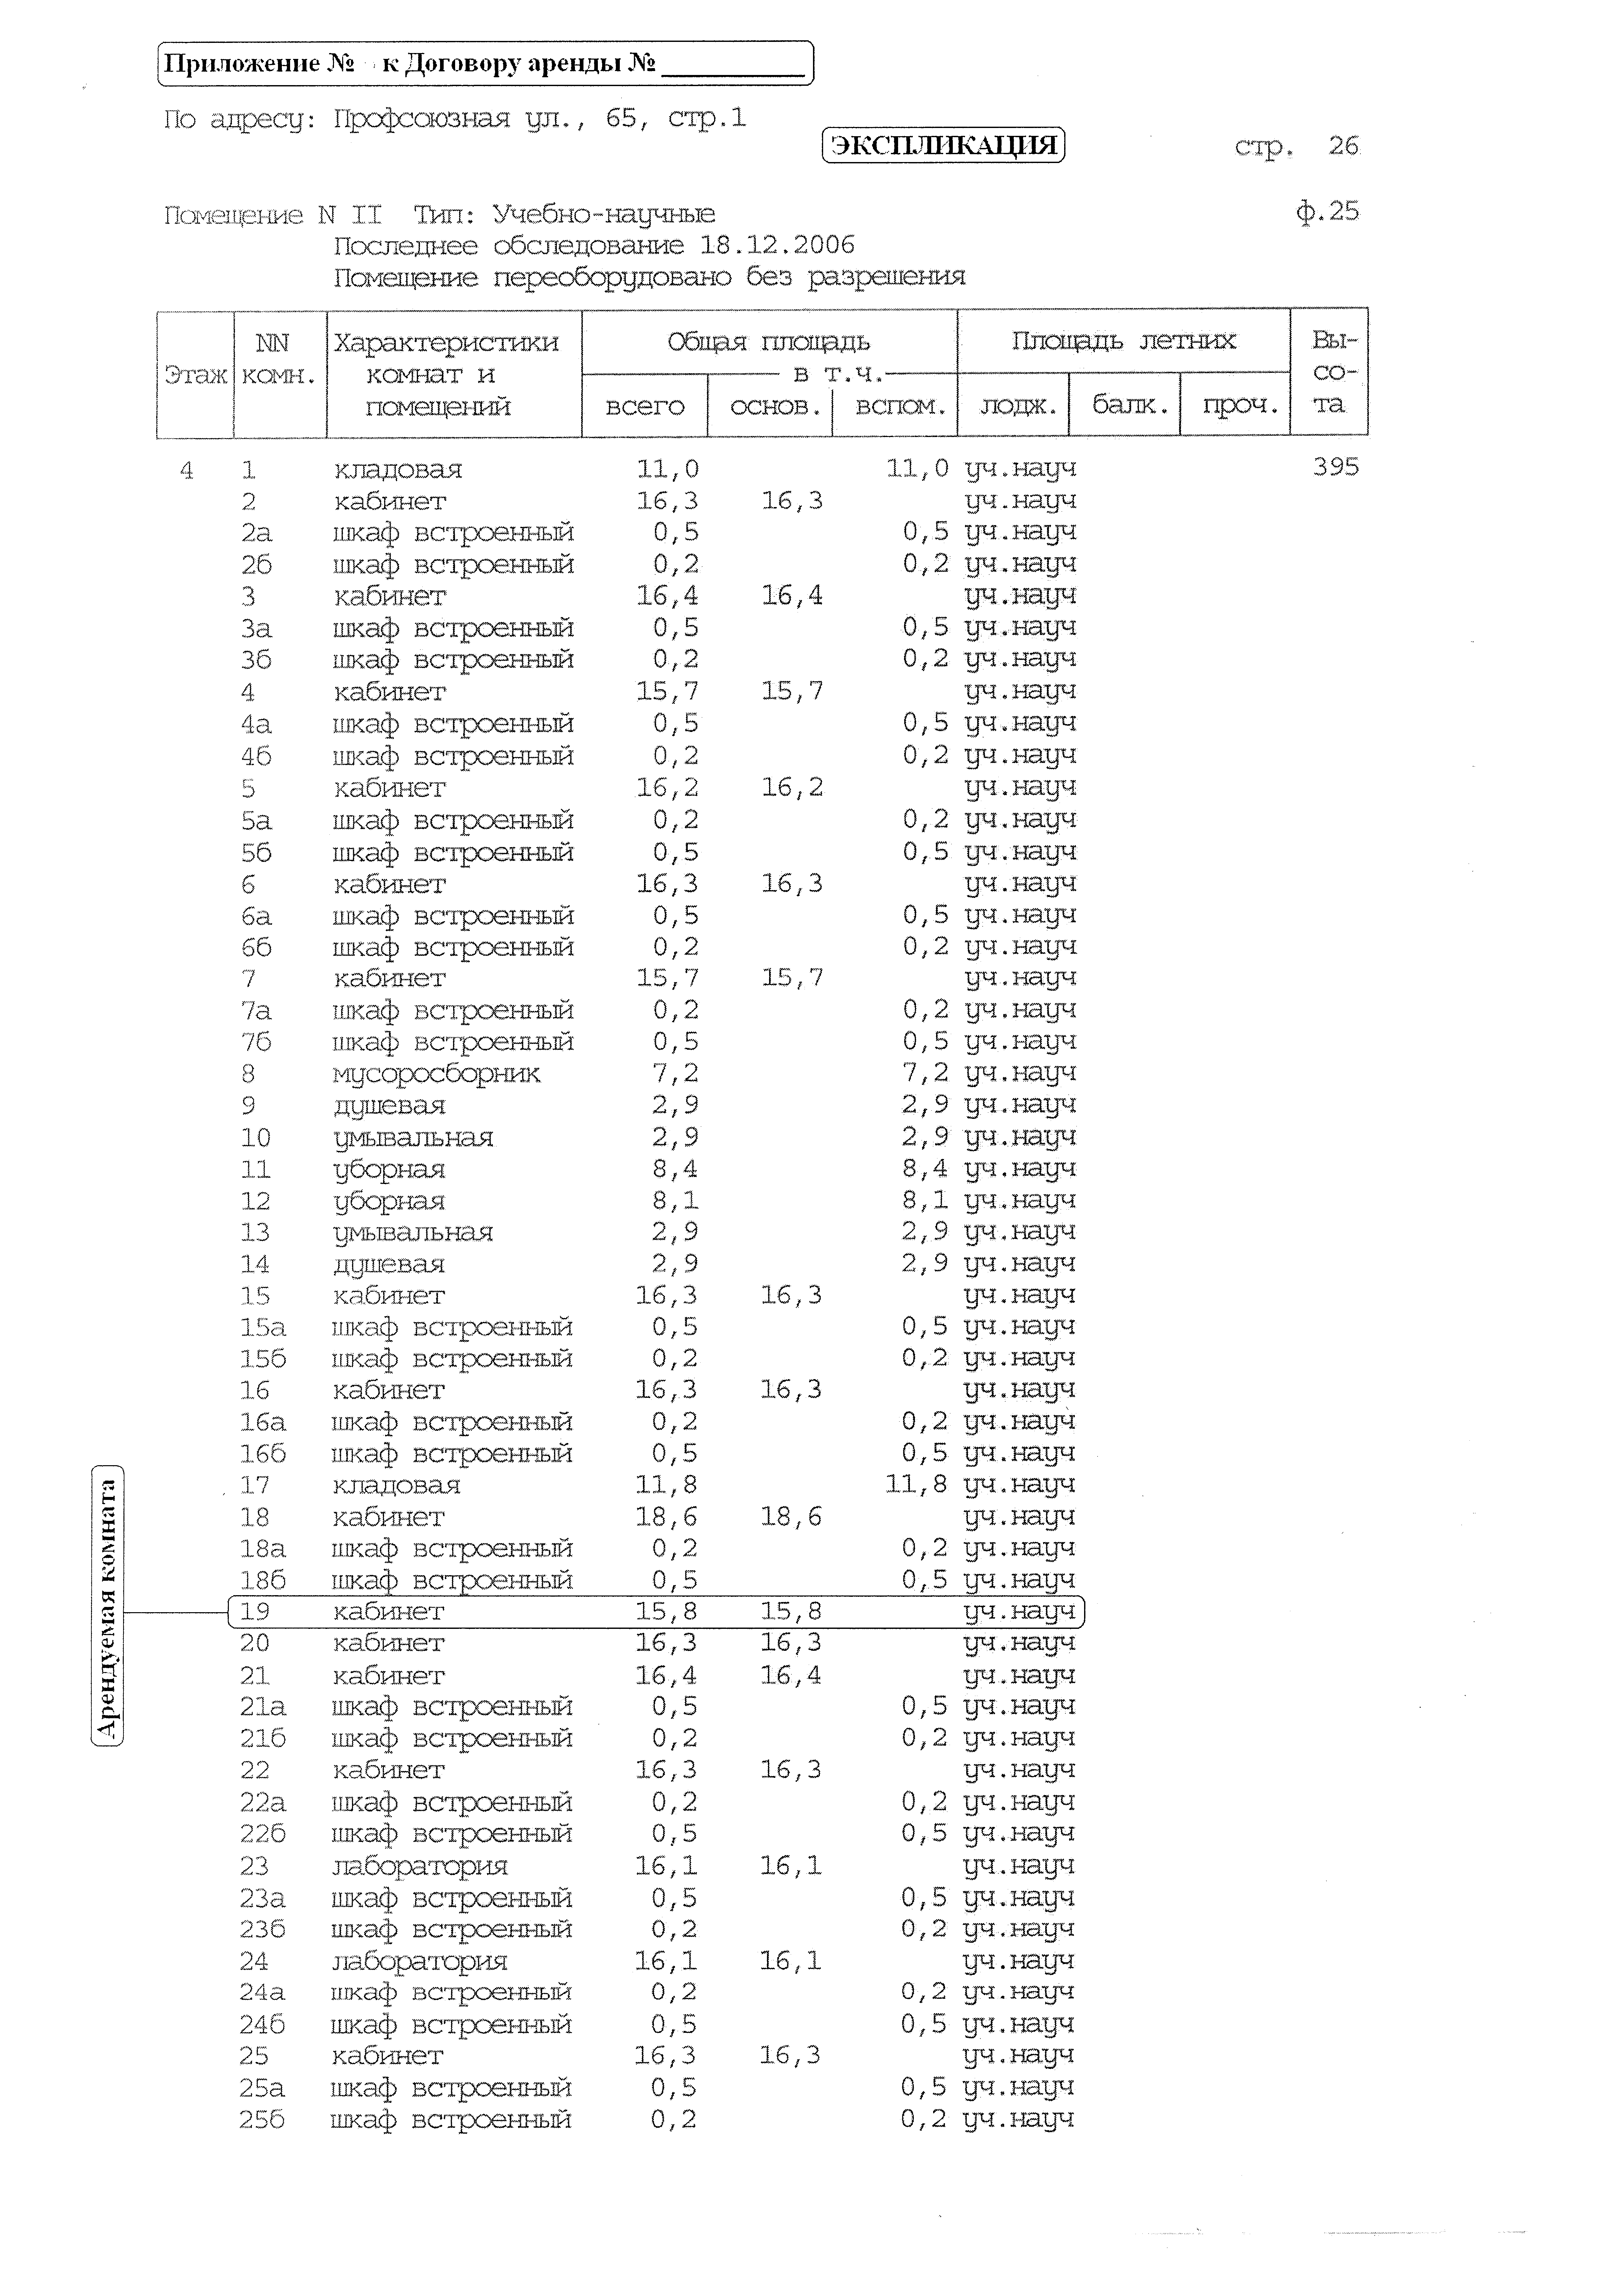 Приложение № к Договору аренды № ___________
По адресу: Профсоюзная ул., 65, стр.1
ЭКСПЛИКАЦИЯ стр. 26
Помещение N II Тип: Учебно-научные ф.25
Последнее обследование 18.12.2006
Помещение переоборудовано без разрешения
Этаж NN комн. Характеристики комнат и помещений Общая площадь Площадь летних Вы-со-та
в т.ч.
всего основ. вспом. лодж. балк. проч.
4 1 кладовая 11,0 11,0 уч.науч 395
2 кабинет 16,3 16,3 уч.науч
2а шкаф встроенный 0,5 0,5 уч.науч
2б шкаф встроенный 0,2 0,2 уч.науч
3 кабинет 16,4 16,4 уч.науч
3а шкаф встроенный 0,5 0,5 уч.науч
3б шкаф встроенный 0,2 0,2 уч.науч
4 кабинет 15,7 15,7 уч.науч
4а шкаф встроенный 0,5 0,5 уч.науч
4б шкаф встроенный 0,2 0,2 уч.науч
5 кабинет 16,2 16,2 уч.науч
5а шкаф встроенный 0,2 0,2 уч.науч
5б шкаф встроенный 0,5 0,5 уч.науч
6 кабинет 16,3 16,3 уч.науч
6а шкаф встроенный 0,5 0,5 уч.науч
6б шкаф встроенный 0,2 0,2 уч.науч
7 кабинет 15,7 15,7 уч.науч
7а шкаф встроенный 0,2 0,2 уч.науч
7б шкаф встроенный 0,5 0,5 уч.науч
8 мусоросборник 7,2 7,2 уч.науч
9 душевая 2,9 2,9 уч.науч
10 умывальная 2,9 2,9 уч.науч
11 уборная 8,4 8,4 уч.науч
12 уборная 8,1 8,1 уч.науч
13 умывальная 2,9 2,9 уч.науч
14 душевая 2,9 2,9 уч.науч
15 кабинет 16,3 16,3 уч.науч
15а шкаф встроенный 0,5 0,5 уч.науч
15б шкаф встроенный 0,2 0,2 уч.науч
16 кабинет 16,3 16,3 уч.науч
16а шкаф встроенный 0,2 0,2 уч.науч
16б шкаф встроенный 0,5 0,5 уч.науч
17 кладовая 11,8 11,8 уч.науч
18 кабинет 18,6 18,6 уч.науч
18а шкаф встроенный 0,2 0,2 уч.науч
18б шкаф встроенный 0,5 0,5 уч.науч
Арендуемая комната
19 кабинет 15,8 15,8 уч.науч
20 кабинет 16,3 16,3 уч.науч
21 кабинет 16,4 16,4 уч.науч
21а шкаф встроенный 0,5 0,5 уч.науч
21б шкаф встроенный 0,2 0,2 уч.науч
22 кабинет 16,3 16,3 уч.науч
22а шкаф встроенный 0,2 0,2 уч.науч
22б шкаф встроенный 0,5 0,5 уч.науч
23 лаборатория 16,1 16,1 уч.науч
23а шкаф встроенный 0,5 0,5 уч.науч
23б шкаф встроенный 0,2 0,2 уч.науч
24 лаборатория 16,1 16,1 уч.науч
24а шкаф встроенный 0,2 0,2 уч.науч
24б шкаф встроенный 0,5 0,5 уч.науч
25 кабинет 16,3 16,3 уч.науч
25а шкаф встроенный 0,5 0,5 уч.науч
25б шкаф встроенный 0,2 0,2 уч.науч